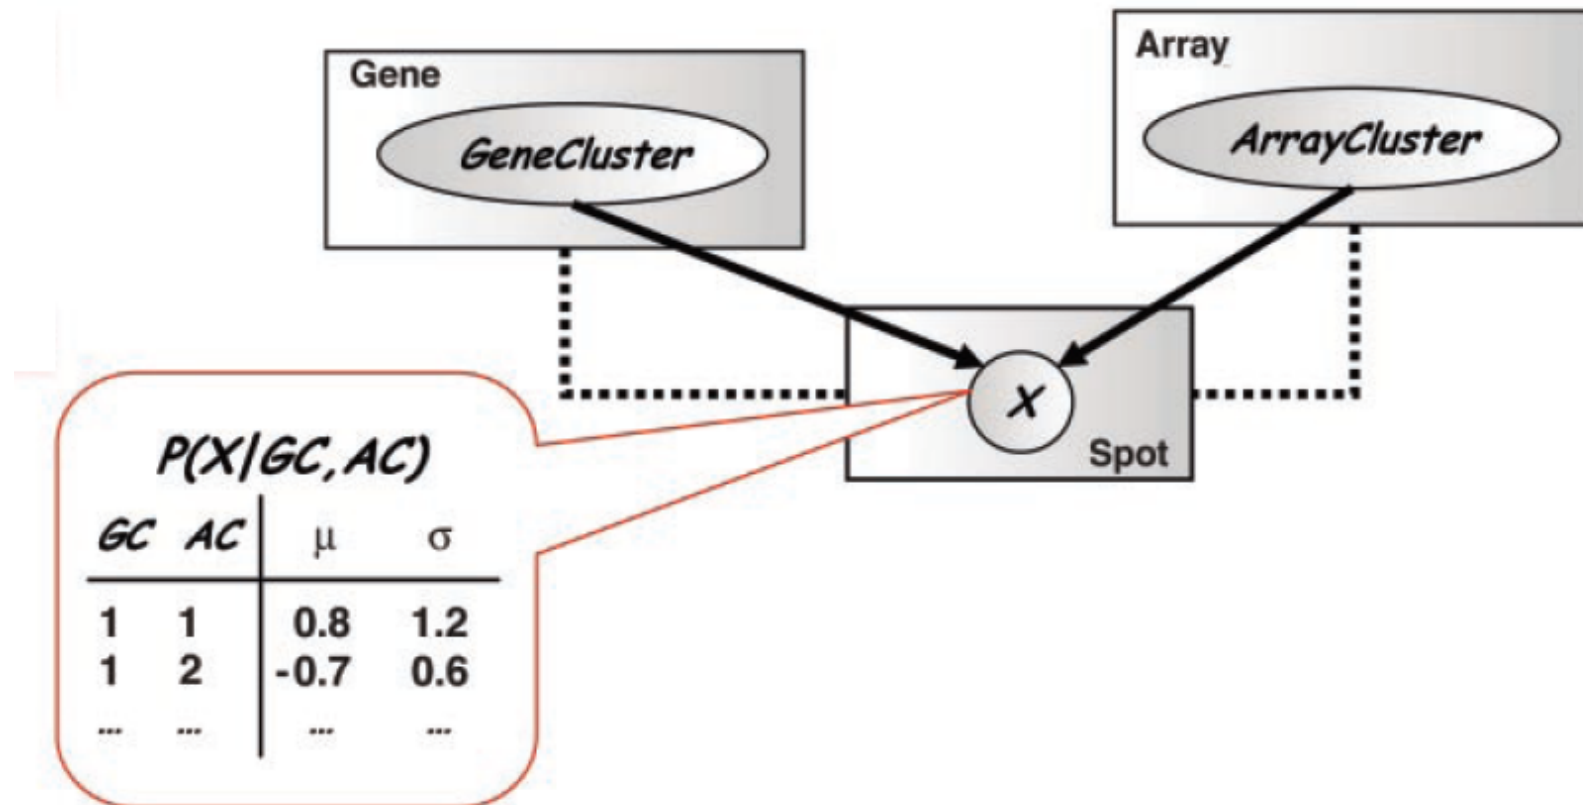 Gene
GeneCluster
Array
ArrayCluster
X
Spot
P(X|GC, AC)
GC AC μ σ
1 1 0.8 1.2
1 2 -0.7 0.6
... ... ... ...